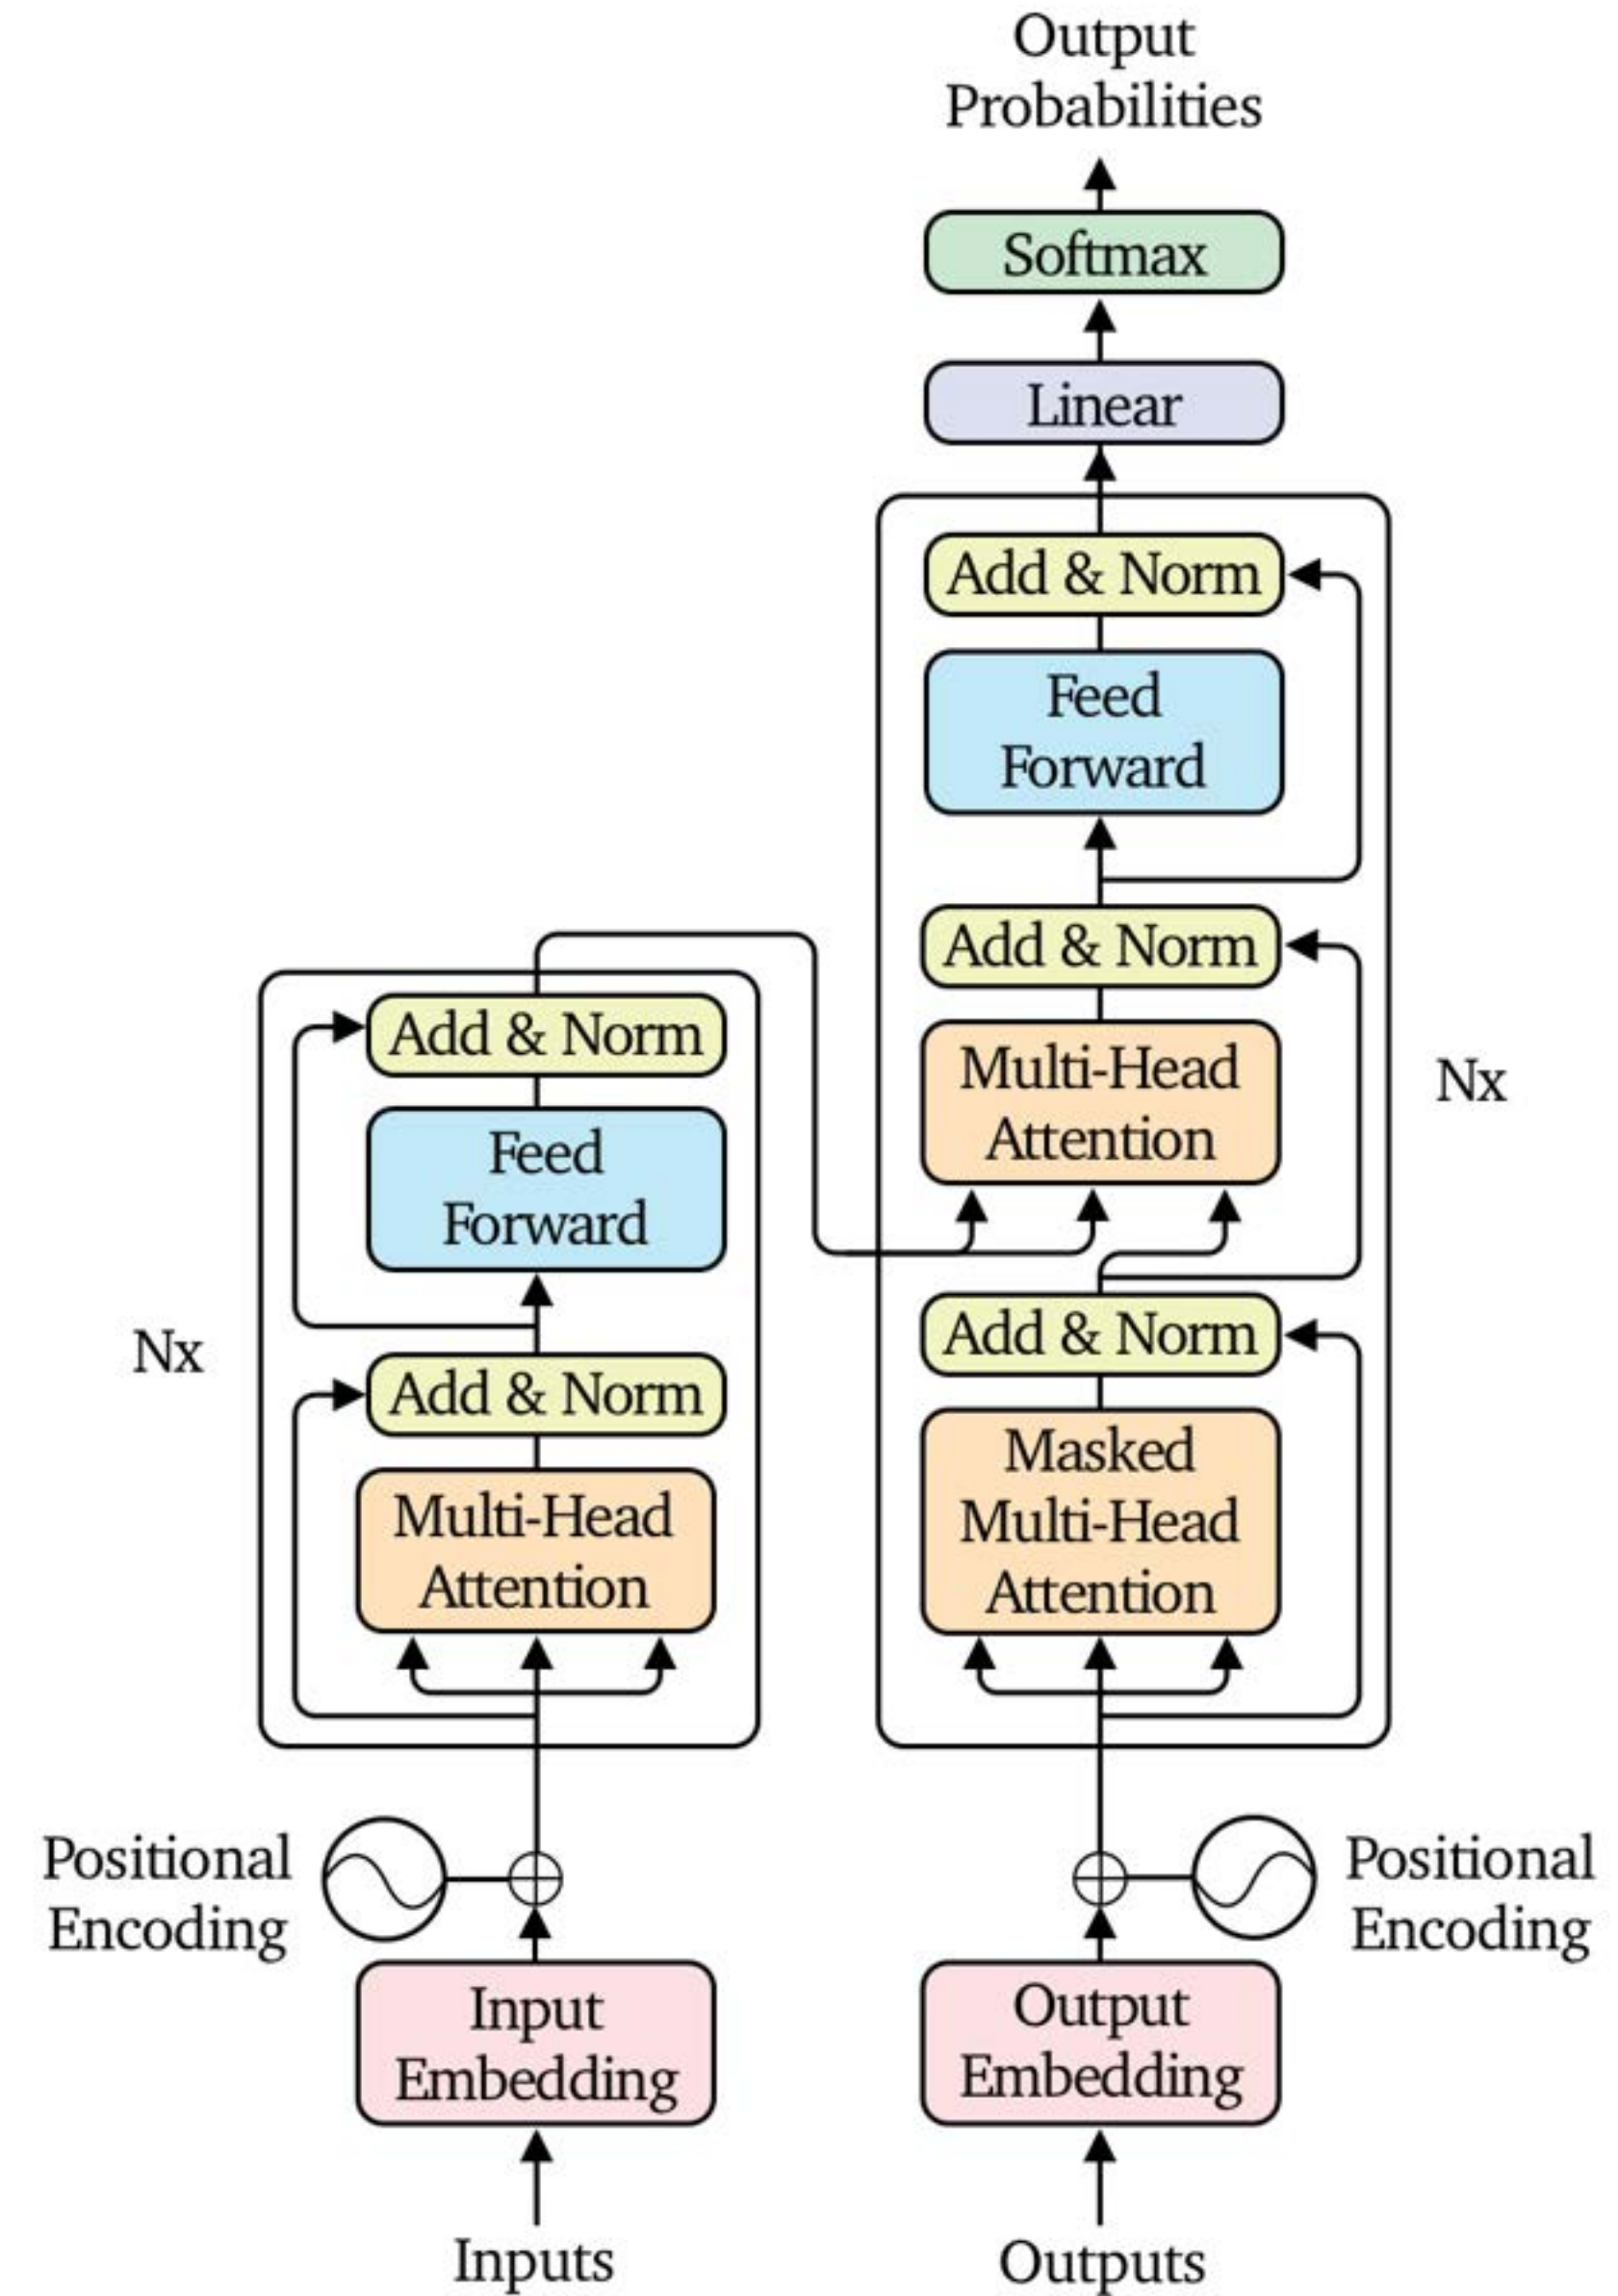 Output
Probabilities
Softmax
Linear
Add & Norm
Feed
Forward
Add & Norm
Multi-Head
Attention
Nx
Add & Norm
Masked
Multi-Head
Attention
Add & Norm
Feed
Forward
Nx
Add & Norm
Multi-Head
Attention
Positional
Encoding
Positional
Encoding
Input
Embedding
Output
Embedding
Inputs
Outputs